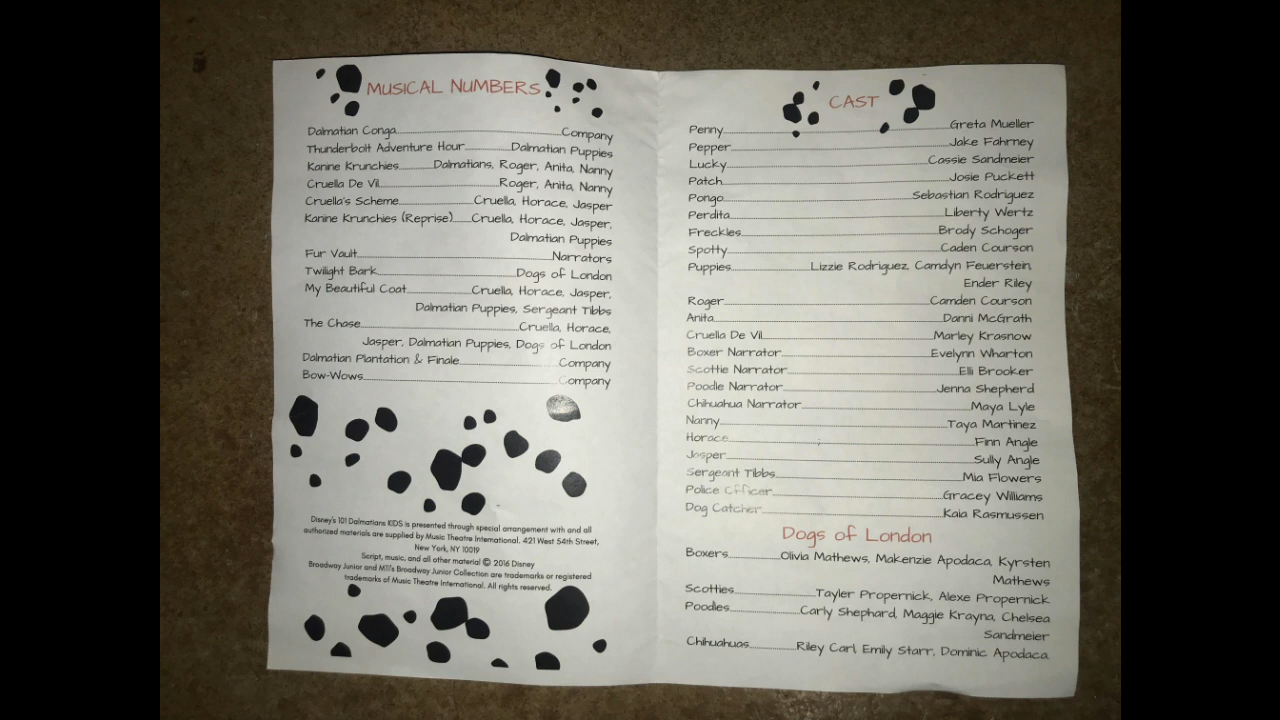 MUSICAL NUMBERS
Dalmatian Conga Company
Thunderbolt Adventure Hour Dalmatian Puppies
Kanine Krunchies Dalmatians, Roger, Anita, Nanny
Cruella De Vil Roger, Anita, Nanny
Cruella's Scheme Cruella, Horace, Jasper
Kanine Krunchies (Reprise) Cruella, Horace, Jasper,
Dalmatian Puppies
Fur Vault Narrators
Twilight Bark Dogs of London
My Beautiful Coat Cruella, Horace, Jasper,
Dalmatian Puppies, Sergeant Tibbs
The Chase Cruella, Horace,
Jasper, Dalmatian Puppies, Dogs of London
Dalmatian Plantation & Finale Company
Bow-Wows Company
Disney's 101 Dalmatians KIDS is presented through special arrangement with and all
authorized materials are supplied by Music Theatre International. 421 West 54th Street,
New York, NY 10019
Script, music, and all other material © 2016 Disney
Broadway Junior and MTI's Broadway Junior Collection are trademarks or registered
trademarks of Music Theatre International. All rights reserved.
CAST
Penny Greta Mueller
Pepper Jake Fahrney
Lucky Cassie Sandmeier
Patch Josie Puckett
Pongo Sebastian Rodriguez
Perdita Liberty Wertz
Freckles Brody Schoger
Spotty Caden Courson
Puppies Lizzie Rodriguez, Camdyn Feuerstein,
Ender Riley
Roger Camden Courson
Anita Danni McGrath
Cruella De Vil Marley Krasnow
Boxer Narrator Evelynn Wharton
Scottie Narrator Elli Brooker
Poodle Narrator Jenna Shepherd
Chihuahua Narrator Maya Lyle
Nanny Taya Martinez
Horace Finn Angle
Jasper Sully Angle
Sergeant Tibbs Mia Flowers
Police Officer Gracey Williams
Dog Catcher Kaia Rasmussen
Dogs of London
Boxers Olivia Mathews, Makenzie Apodaca, Kyrsten
Mathews
Scotties Tayler Propernick, Alexe Propernick
Poodles Carly Shephard, Maggie Krayna, Chelsea
Sandmeier
Chihuahuas Riley Carl, Emily Starr, Dominic Apodaca